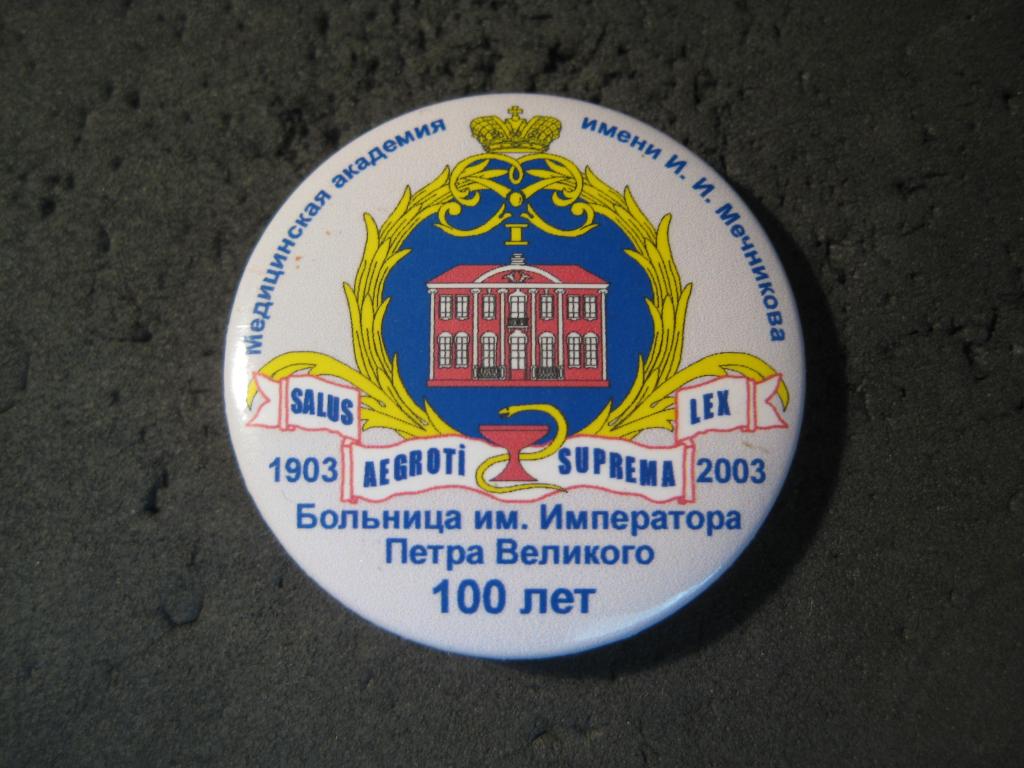 Медицинская академия имени И. И. Мечникова
I
SALUS AEGROTI SUPREMA LEX
1903 2003
Больница им. Императора
Петра Великого
100 лет